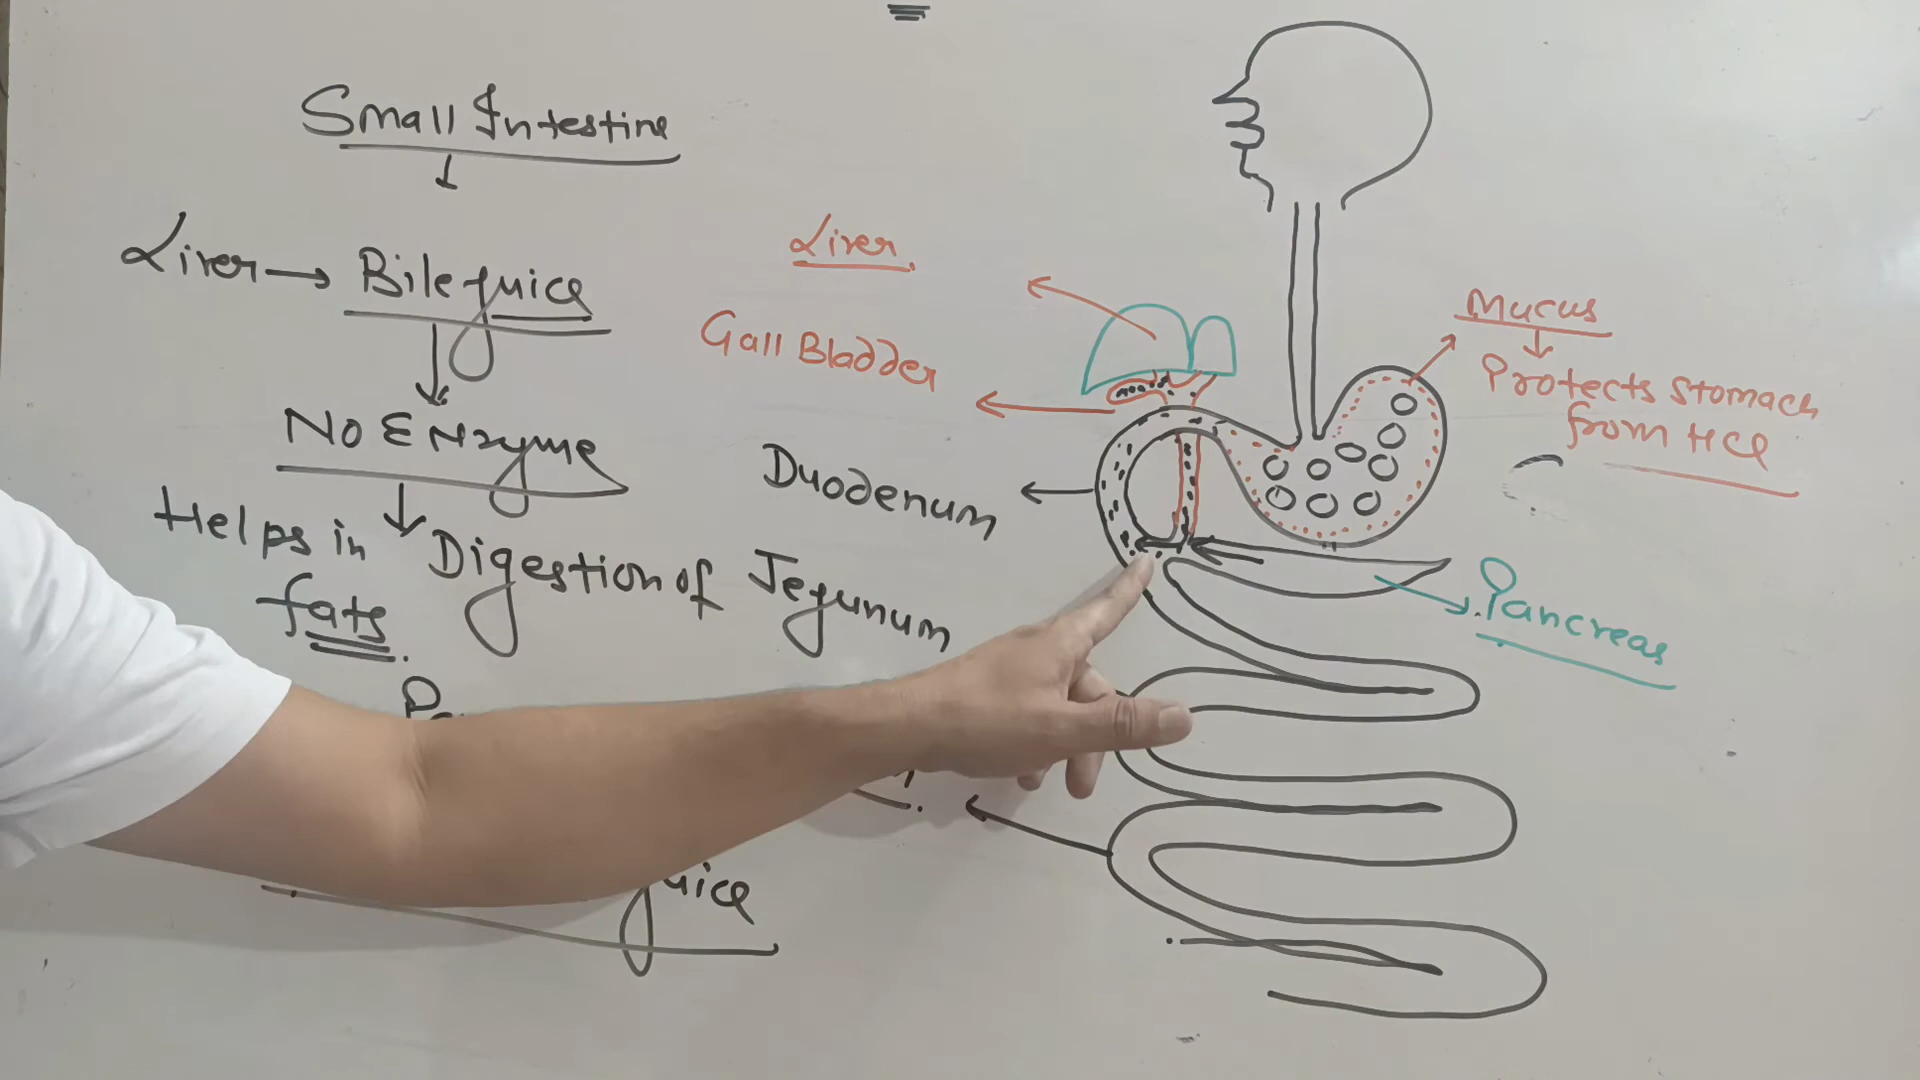 Small Intestine
Liver → Bile juice
No Enzyme
Helps in Digestion of
fats.
juice
Liver
Gall Bladder
Duodenum
Jejunum
Mucus
Protects Stomach
from HCl
Pancreas